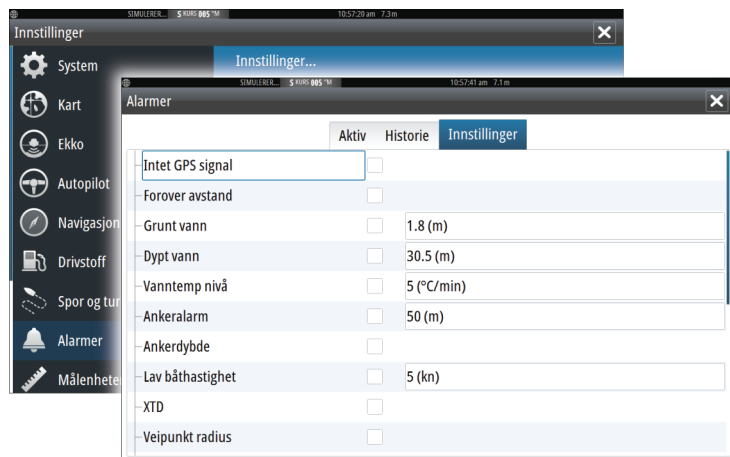 SIMULERER... S KURS 005 °M 10:57:20 am 7.3 m
Innstillinger
System
Innstillinger...
Kart
Ekko
Autopilot
Navigasjon
Drivstoff
Spor og tur
Alarmer
Målenhete
SIMULERER... S KURS 005 °M 10:57:41 am 7.1 m
Alarmer
Aktiv Historie Innstillinger
Intet GPS signal
Forover avstand
Grunt vann 1.8 (m)
Dypt vann 30.5 (m)
Vanntemp nivå 5 (°C/min)
Ankeralarm 50 (m)
Ankerdybde
Lav båthastighet 5 (kn)
XTD
Veipunkt radius